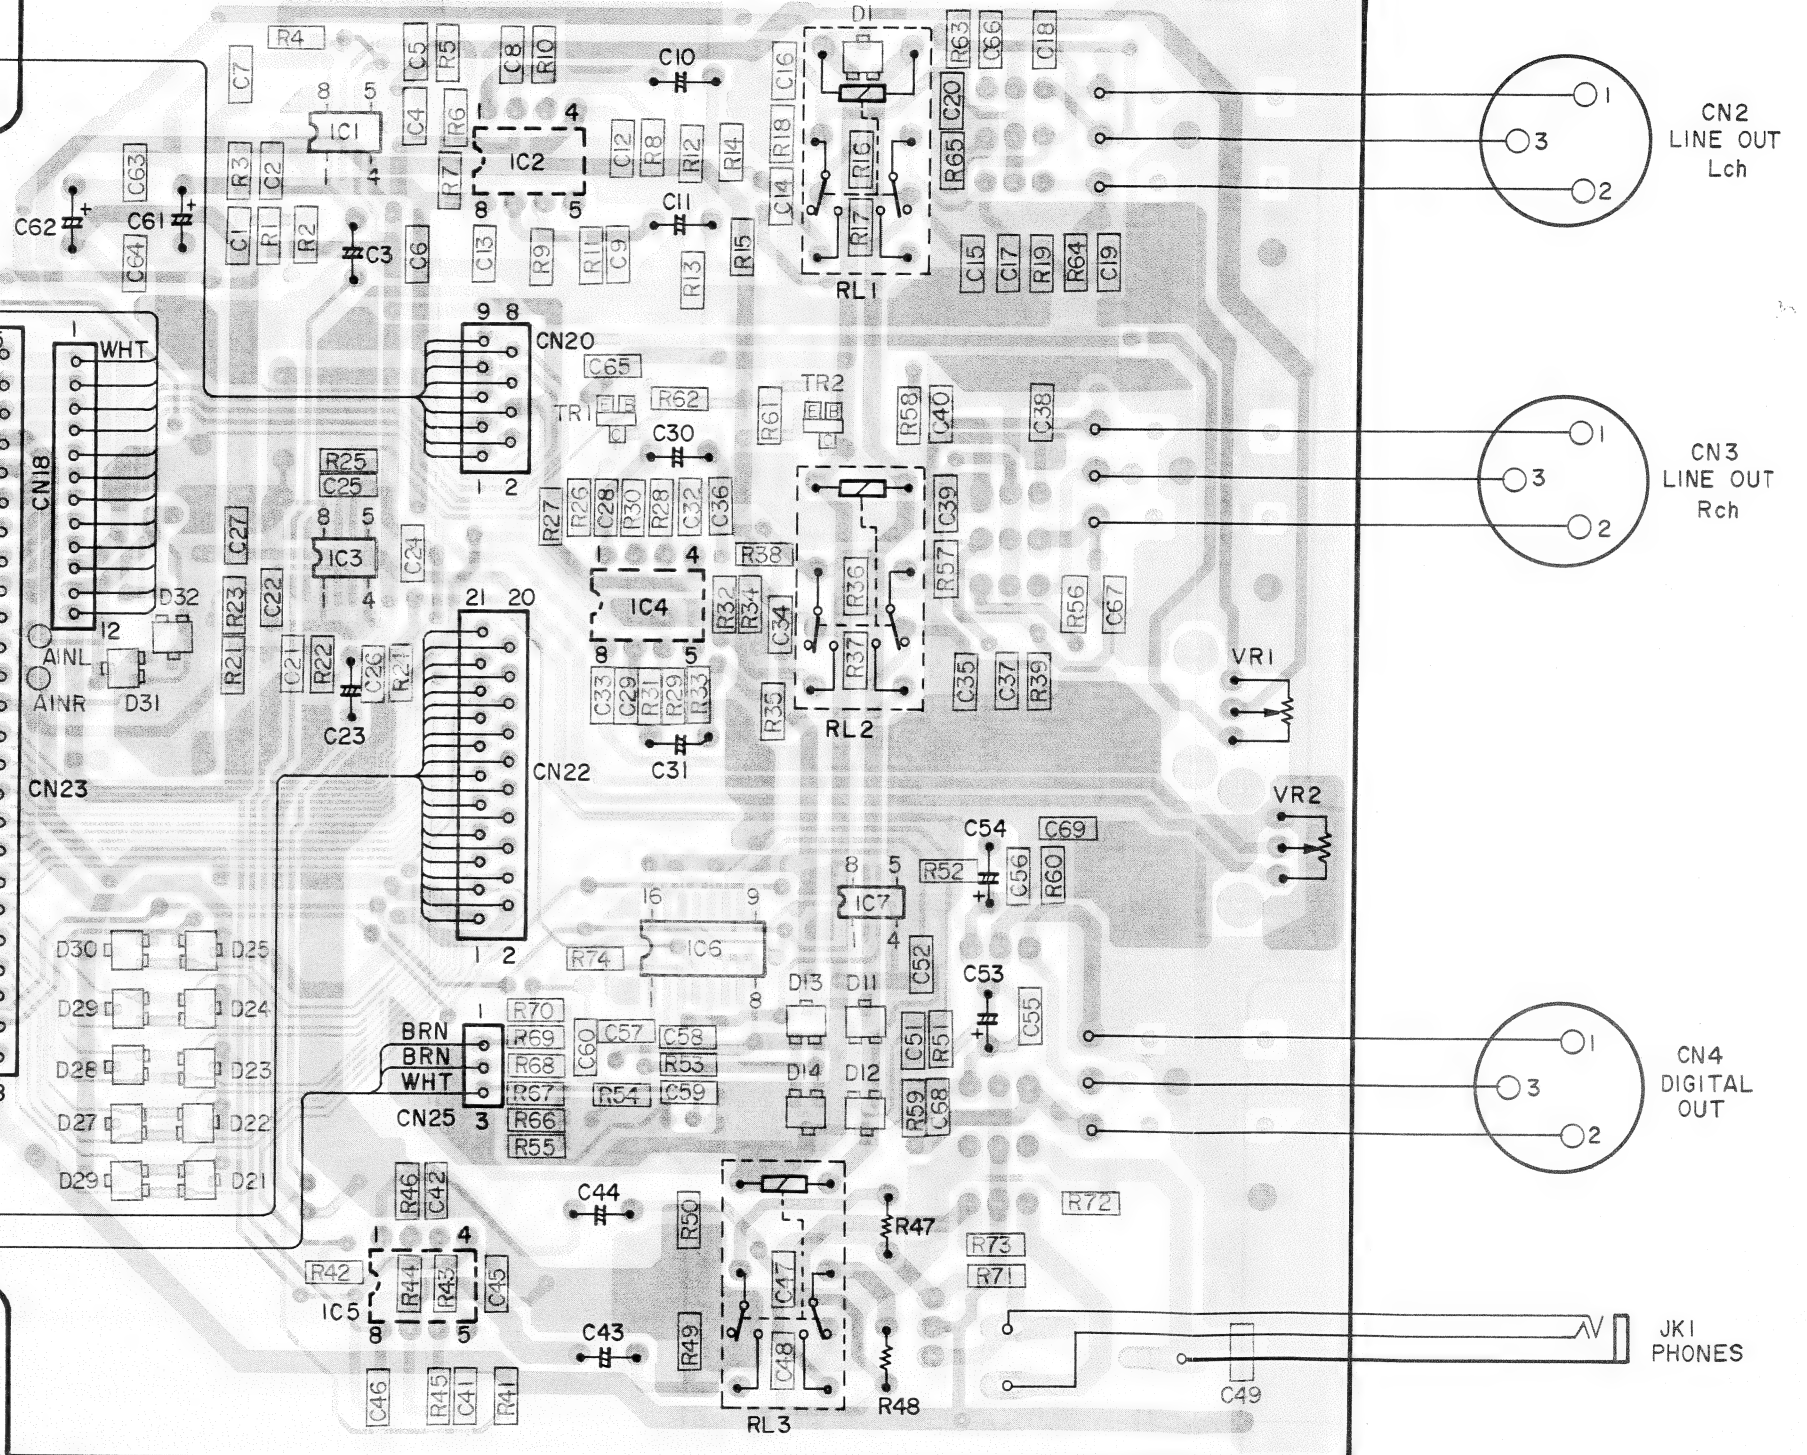 R4
C7
C5
R5
C8
R10
C10
C16
D1
R63
C66
C18
8 5
IC1
1 4
C4
R6
1 4
IC2
8 5
R7
C12
R8
R12
R14
R18
C14
R16
R17
RL1
C20
R65
1
3
2
CN2
LINE OUT
Lch
C63
R3
C2
C62
+
C61
+
C64
C1
R1
R2
C3
C6
C13
R9
R11
C9
C11
R13
R15
C15
C17
R19
R64
C19
1
WHT
CN18
12
9 8
CN20
1 2
C65
TR1
E B
C
R62
C30
R61
TR2
E B
C
R58
C40
C38
1
3
2
CN3
LINE OUT
Rch
R25
C25
8 5
IC3
4
C24
C27
R23
C22
R27
R26
C28
R30
R28
C32
C36
R38
C39
R57
R36
R37
RL2
1 4
IC4
8 5
R32
R34
C34
R56
C67
D32
AINL
AINR
D31
R21
C21
R22
C26
C23
21 20
CN22
1 2
C33
C29
R31
R29
R33
C31
R35
C35
C37
R39
VR1
VR2
CN23
C54
+
C69
R52
C56
R60
8 5
IC7
1 4
16 9
IC6
8
R74
C52
C53
+
C55
D30
D25
D29
D24
D28
D23
D27
D22
D29
D21
1
BRN
BRN
WHT
CN25
3
R70
R69
R68
R67
R66
R55
C60
C57
C58
R53
R54
C59
D13
D11
D14
D12
C51
R51
R59
C68
1
3
2
CN4
DIGITAL
OUT
R46
C42
1 4
R42
R44
R43
C45
IC5
8 5
C44
R50
C47
C48
RL3
R47
R72
R73
R71
C43
R49
R48
C46
R45
C41
R41
C49
JK1
PHONES